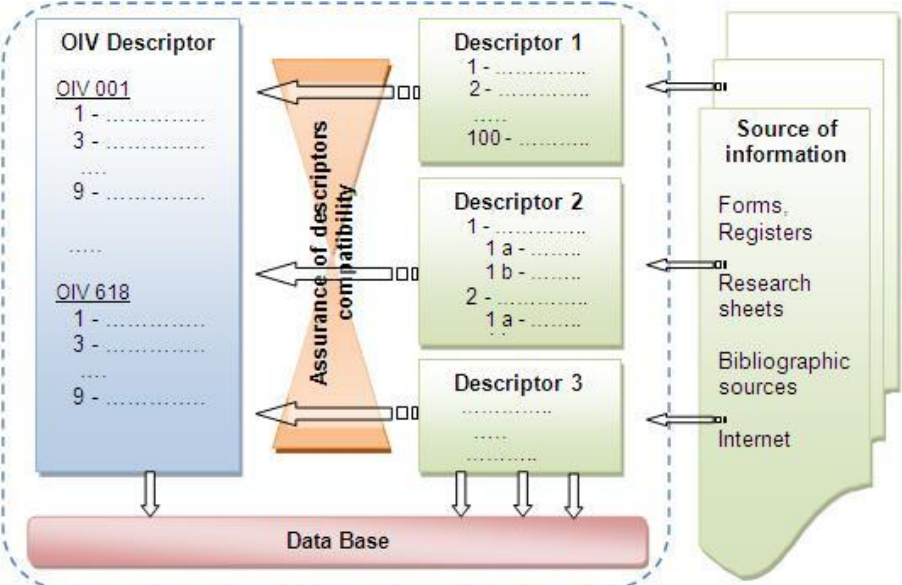 OIV Descriptor
OIV 001
1 - ..............
3 - ..............
....
9 - ..............
.....
OIV 618
1 - ..............
3 - ..............
....
9 - ..............
Assurance of descriptors
compatibility
Descriptor 1
1 - .............
2 - .............
.....
100 - ...........
Descriptor 2
1 - .............
1 a - ........
1 b - ........
2 - .............
1 a - ........
Descriptor 3
.............
.....
..........
Source of
information
Forms,
Registers
Research
sheets
Bibliographic
sources
Internet
Data Base